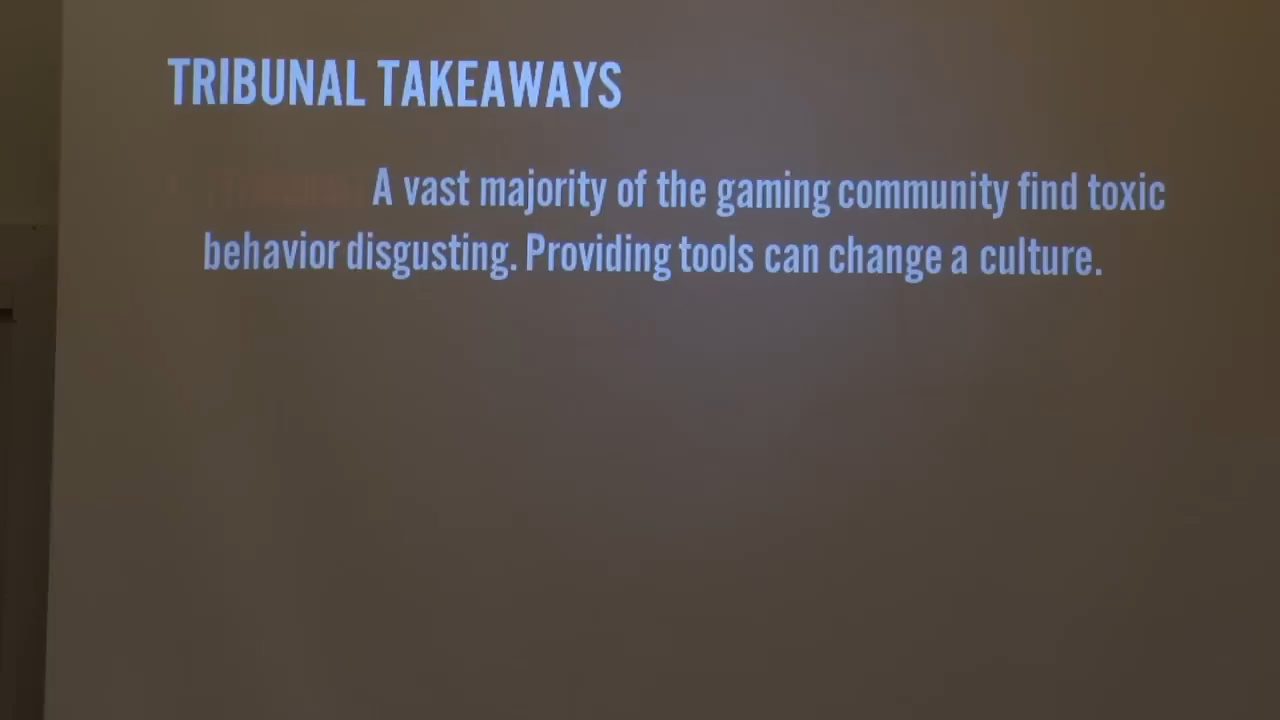 TRIBUNAL TAKEAWAYS
A vast majority of the gaming community find toxic
behavior disgusting. Providing tools can change a culture.